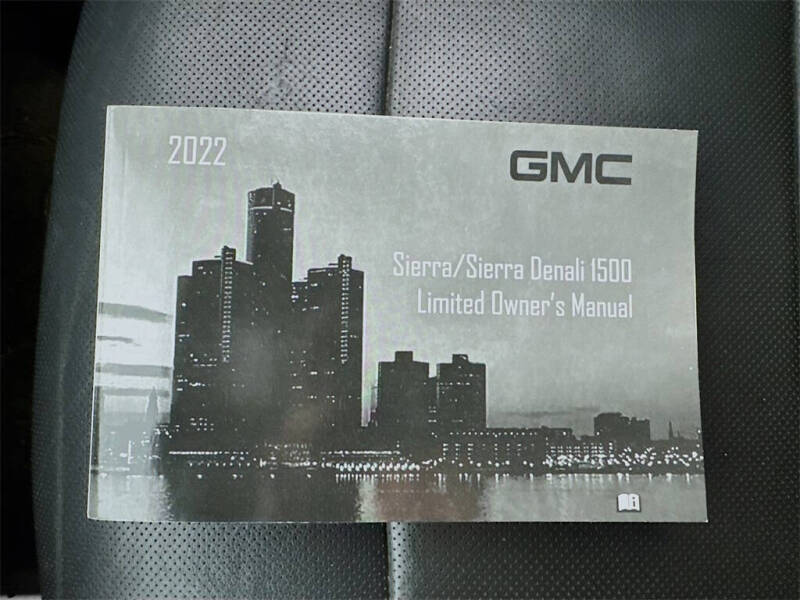 2022
GMC
Sierra/Sierra Denali 1500
Limited Owner's Manual
i